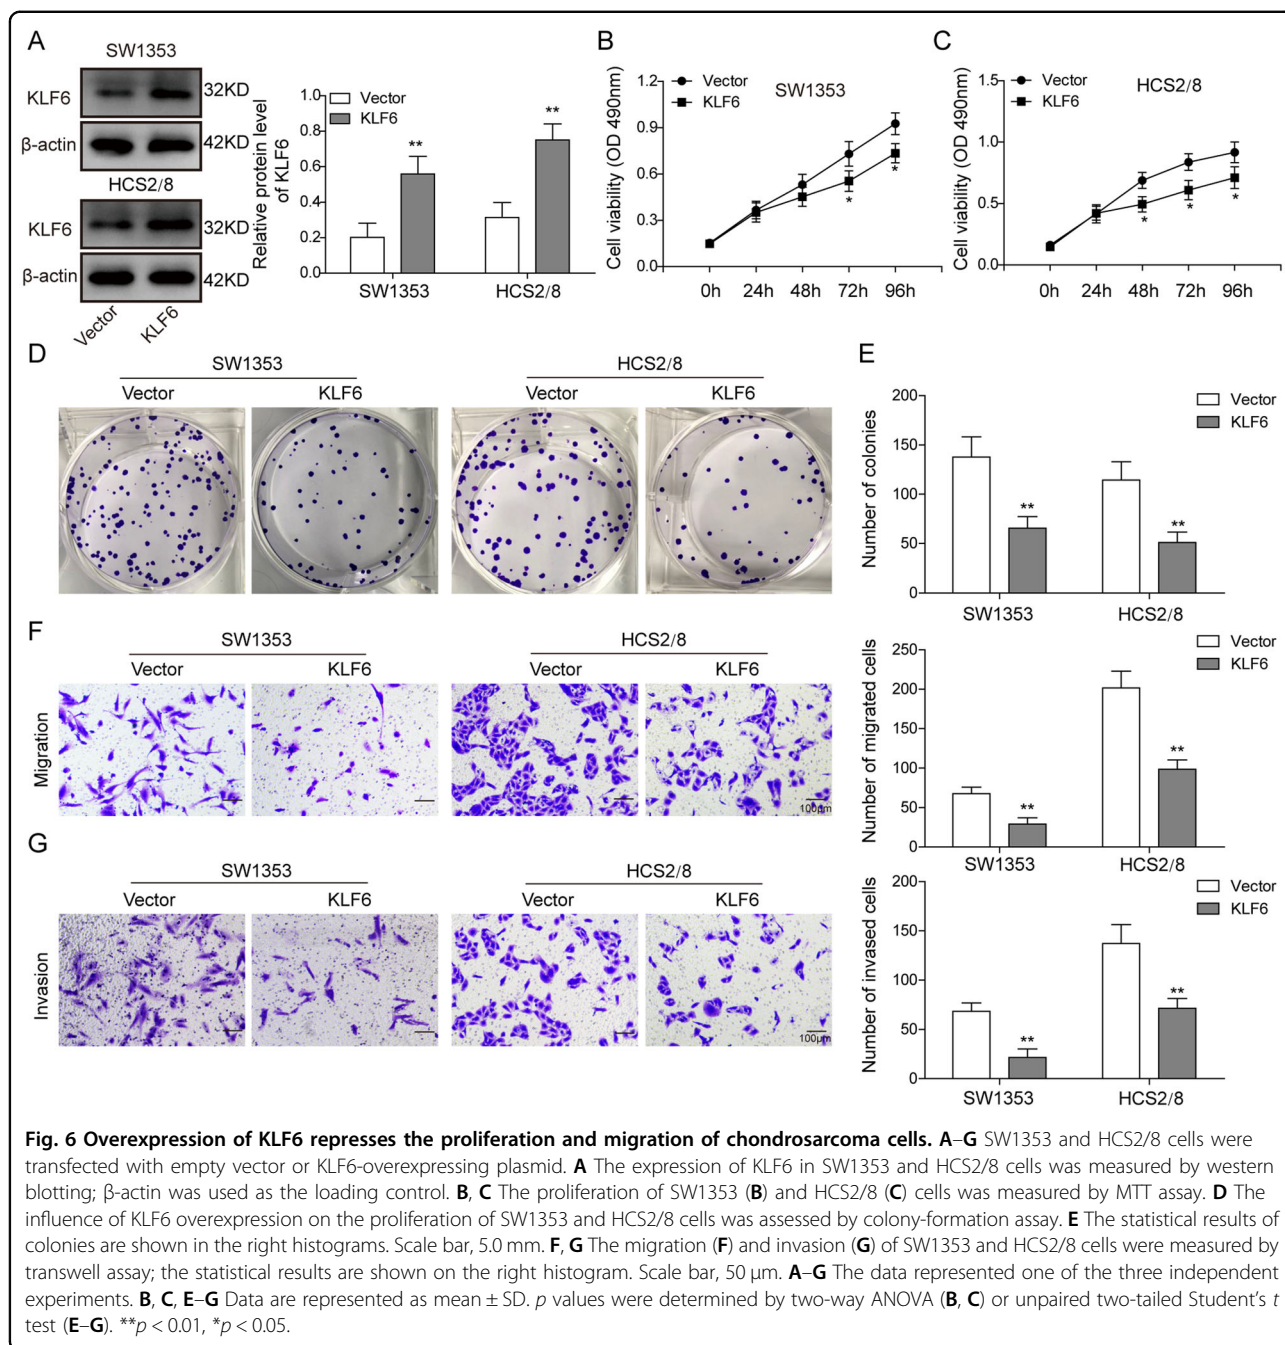 A
SW1353
KLF6
32KD
β-actin
42KD
HCS2/8
KLF6
32KD
β-actin
42KD
Vector
KLF6
Relative protein level
of KLF6
1.0
0.8
0.6
0.4
0.2
0.0
Vector
KLF6
**
**
SW1353
HCS2/8
B
Cell viability (OD 490nm)
1.2
0.9
0.6
0.3
0.0
Vector
KLF6
SW1353
*
*
0h 24h 48h 72h 96h
C
Cell viability (OD 490nm)
1.5
1.0
0.5
0.0
Vector
KLF6
HCS2/8
*
*
*
0h 24h 48h 72h 96h
D
SW1353
HCS2/8
Vector
KLF6
Vector
KLF6
E
Number of colonies
200
150
100
50
0
Vector
KLF6
**
**
SW1353
HCS2/8
F
SW1353
HCS2/8
Vector
KLF6
Vector
KLF6
Migration
100μm
Number of migrated cells
250
200
150
100
50
0
Vector
KLF6
**
**
SW1353
HCS2/8
G
SW1353
HCS2/8
Vector
KLF6
Vector
KLF6
Invasion
100μm
Number of invased cells
200
150
100
50
0
Vector
KLF6
**
**
SW1353
HCS2/8
Fig. 6 Overexpression of KLF6 represses the proliferation and migration of chondrosarcoma cells. A–G SW1353 and HCS2/8 cells were
transfected with empty vector or KLF6-overexpressing plasmid. A The expression of KLF6 in SW1353 and HCS2/8 cells was measured by western
blotting; β-actin was used as the loading control. B, C The proliferation of SW1353 (B) and HCS2/8 (C) cells was measured by MTT assay. D The
influence of KLF6 overexpression on the proliferation of SW1353 and HCS2/8 cells was assessed by colony-formation assay. E The statistical results of
colonies are shown in the right histograms. Scale bar, 5.0 mm. F, G The migration (F) and invasion (G) of SW1353 and HCS2/8 cells were measured by
transwell assay; the statistical results are shown on the right histogram. Scale bar, 50 μm. A–G The data represented one of the three independent
experiments. B, C, E–G Data are represented as mean ± SD. p values were determined by two-way ANOVA (B, C) or unpaired two-tailed Student's t
test (E–G). **p < 0.01, *p < 0.05.